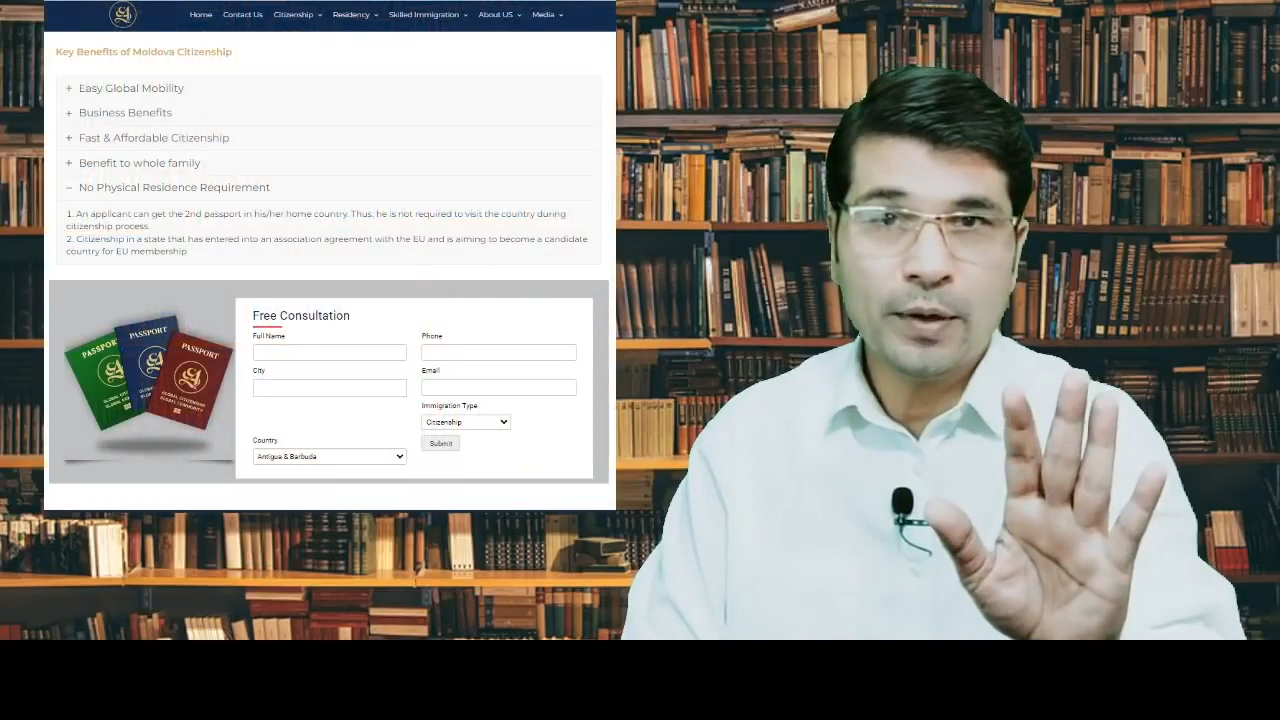 Home Contact Us Citizenship Residency Skilled Immigration About US Media
Key Benefits of Moldova Citizenship
+ Easy Global Mobility
+ Business Benefits
+ Fast & Affordable Citizenship
+ Benefit to whole family
– No Physical Residence Requirement
1. An applicant can get the 2nd passport in his/her home country. Thus, he is not required to visit the country during
citizenship process.
2. Citizenship in a state that has entered into an association agreement with the EU and is aiming to become a candidate
country for EU membership
PASSPORT
PASSPORT
PASSPORT
GLOBAL CITIZENSHIP
GLOBAL COMMUNITY
Free Consultation
Full Name
Phone
City
Email
Immigration Type
Citizenship
Country
Submit
Antigua & Barbuda